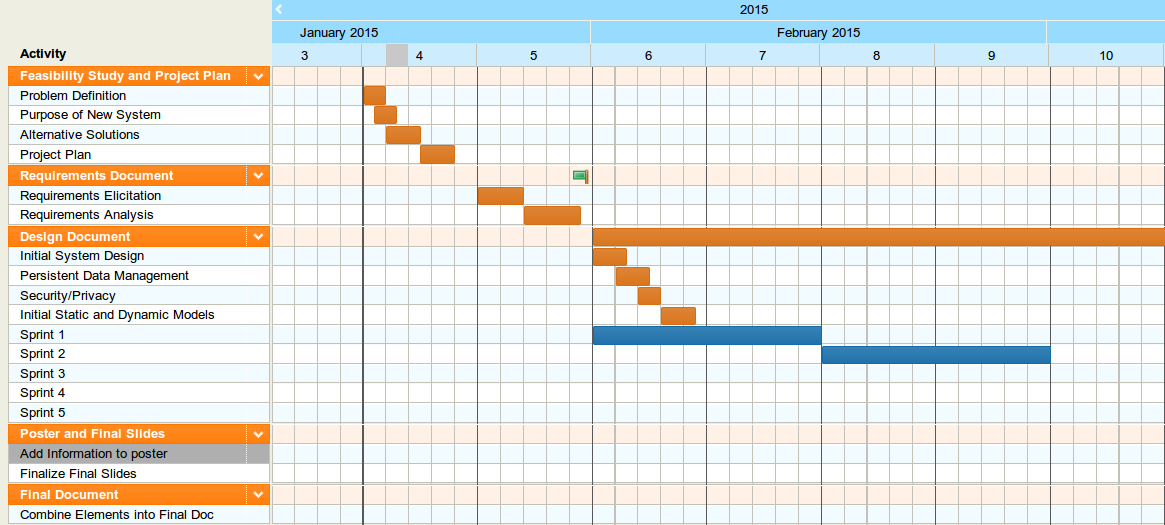 2015
January 2015 February 2015
Activity 3 4 5 6 7 8 9 10
Feasibility Study and Project Plan
Problem Definition
Purpose of New System
Alternative Solutions
Project Plan
Requirements Document
Requirements Elicitation
Requirements Analysis
Design Document
Initial System Design
Persistent Data Management
Security/Privacy
Initial Static and Dynamic Models
Sprint 1
Sprint 2
Sprint 3
Sprint 4
Sprint 5
Poster and Final Slides
Add Information to poster
Finalize Final Slides
Final Document
Combine Elements into Final Doc